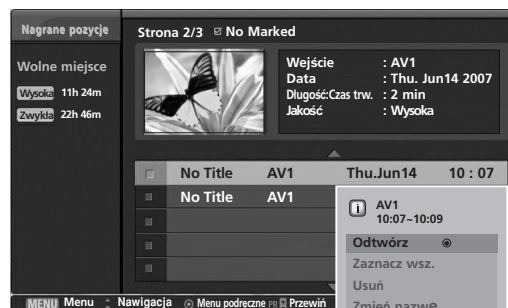 Nagrane pozycje
Strona 2/3 No Marked
Wolne miejsce
Wysoka 11h 24m
Zwykła 22h 46m
Wejście : AV1
Data : Thu. Jun14 2007
Dlugość:Czas trw. : 2 min
Jakość : Wysoka
No Title AV1 Thu.Jun14 10 : 07
No Title AV1
i AV1
10:07~10:09
Odtwórz
Zaznacz wsz.
Usuń
Zmień nazwę
MENU Menu Nawigacja Menu podręczne PR Przewiń